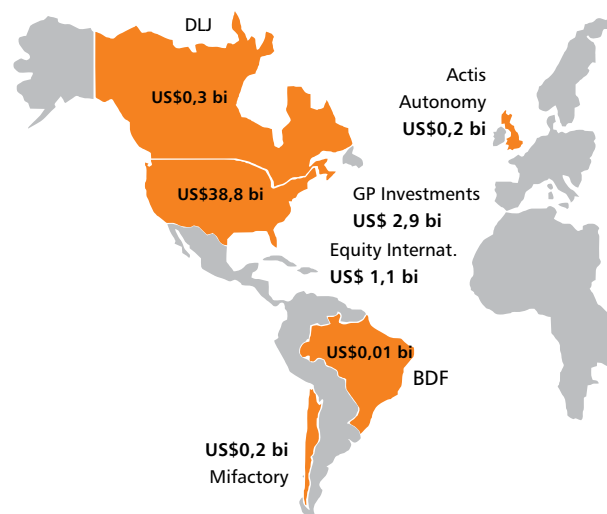 DLJ
US$0,3 bi
Actis
Autonomy
US$0,2 bi
US$38,8 bi
GP Investments
US$ 2,9 bi
Equity Internat.
US$ 1,1 bi
US$0,01 bi
BDF
US$0,2 bi
Mifactory